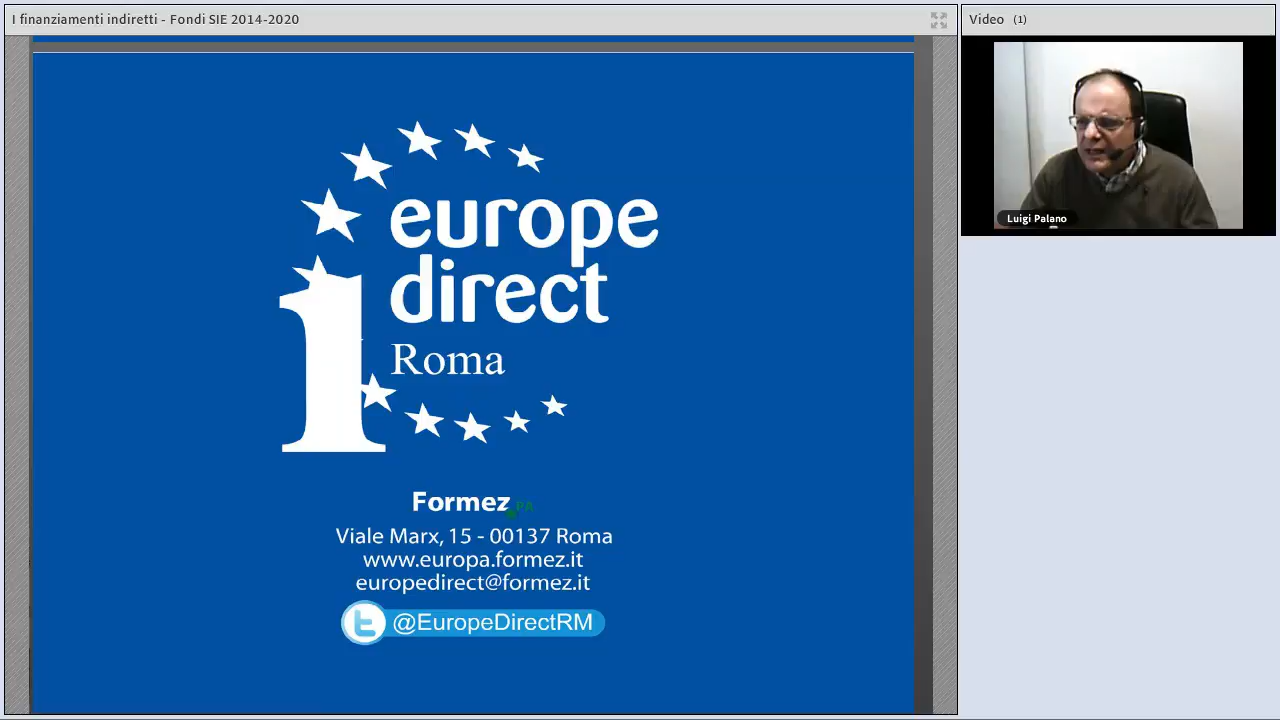 I finanziamenti indiretti - Fondi SIE 2014-2020
Video (1)
Luigi Palano
europe
direct
Roma
Formez PA
Viale Marx, 15 - 00137 Roma
www.europa.formez.it
europedirect@formez.it
@EuropeDirectRM